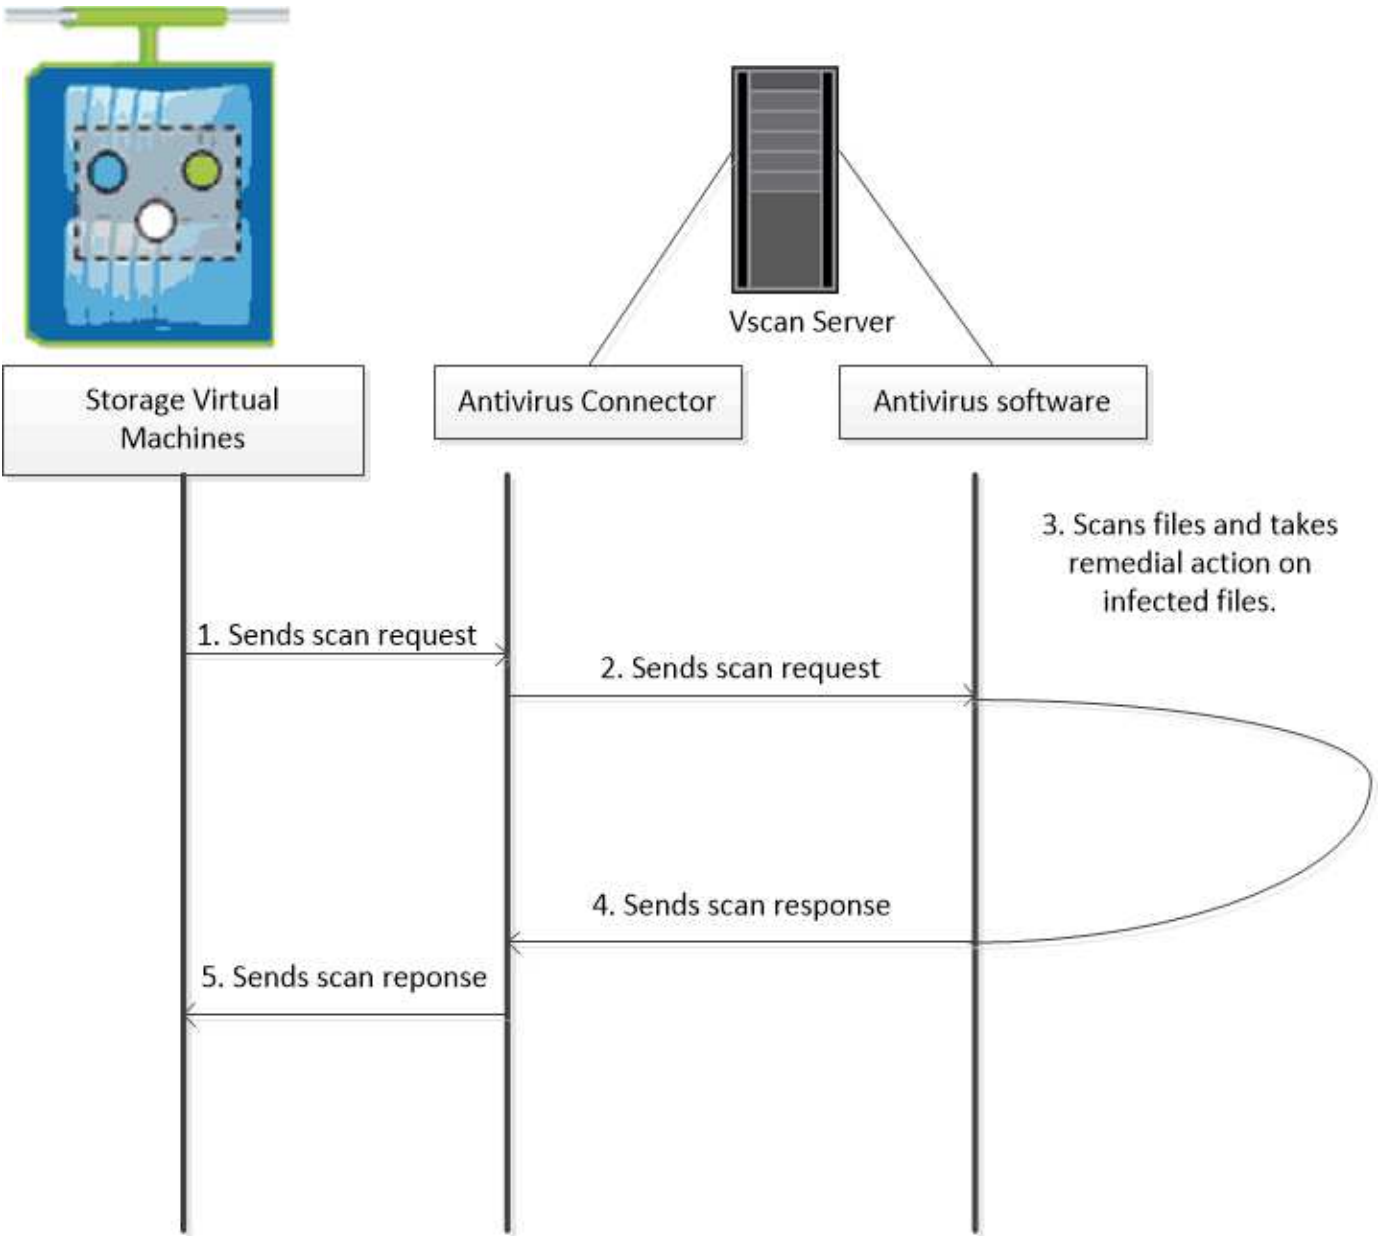 Vscan Server
Storage Virtual
Machines
Antivirus Connector
Antivirus software
3. Scans files and takes
remedial action on
infected files.
1. Sends scan request
2. Sends scan request
4. Sends scan response
5. Sends scan reponse